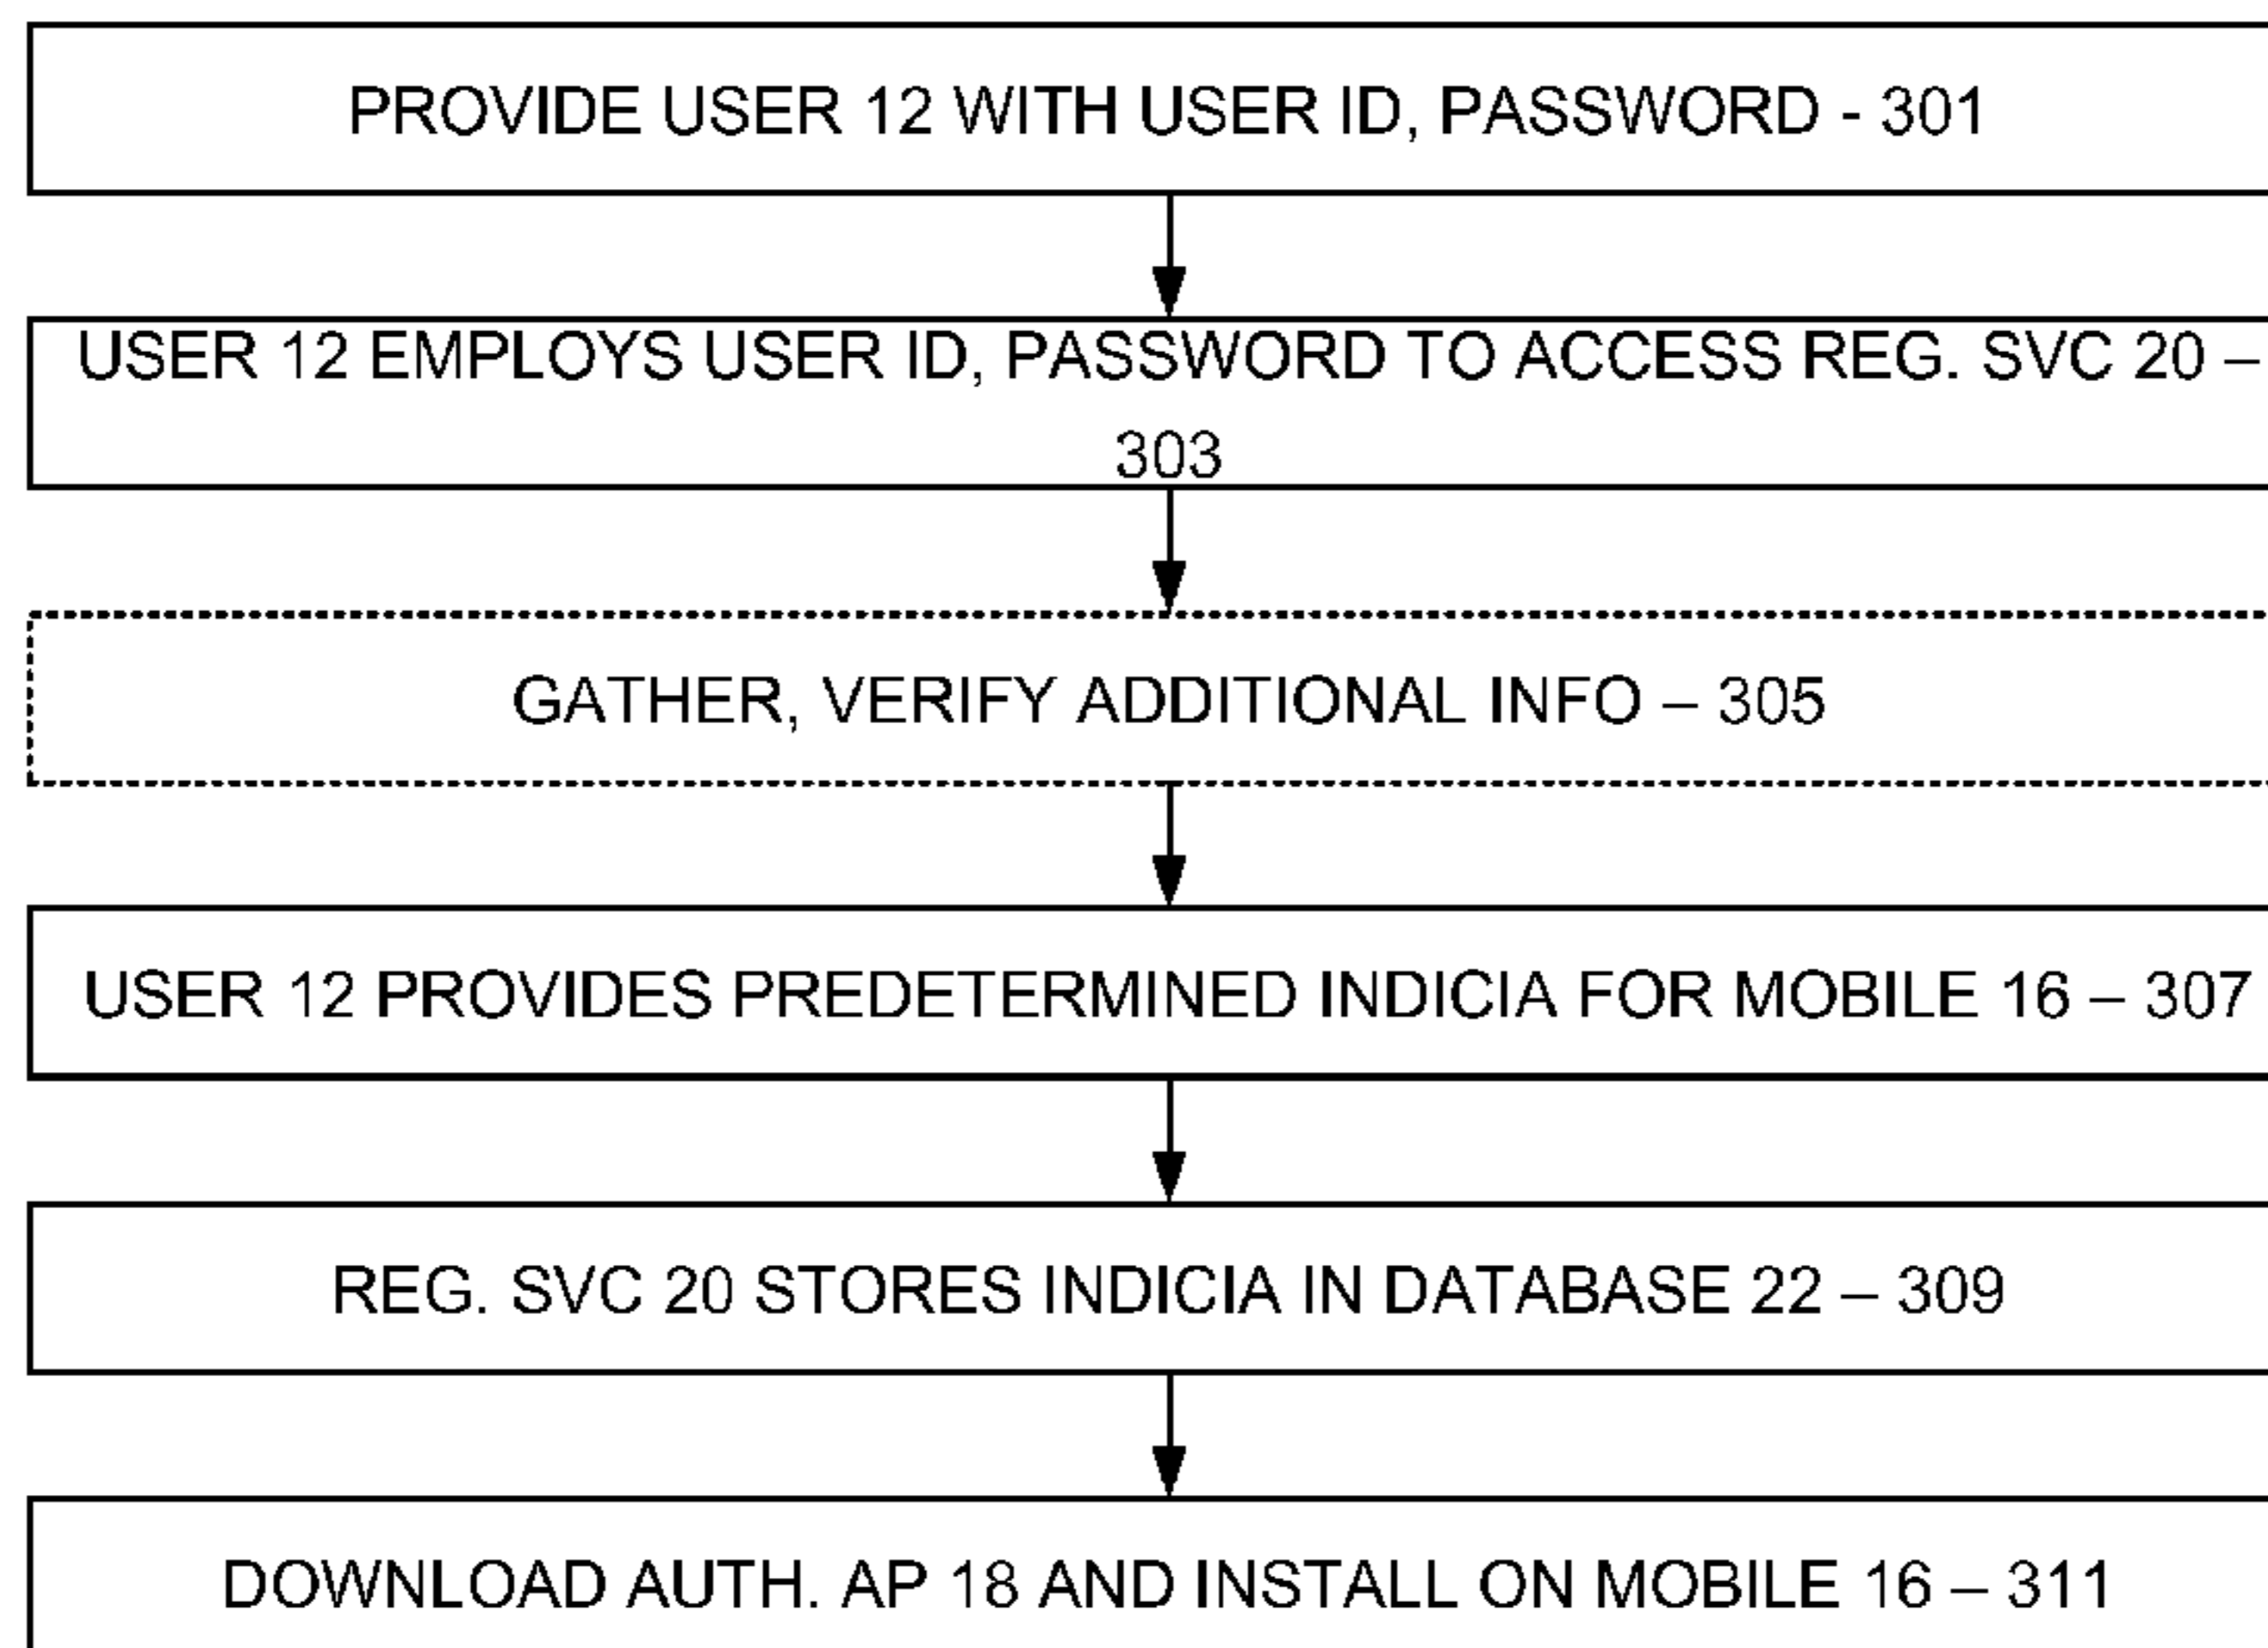 PROVIDE USER 12 WITH USER ID, PASSWORD - 301
USER 12 EMPLOYS USER ID, PASSWORD TO ACCESS REG. SVC 20 –
303
GATHER, VERIFY ADDITIONAL INFO – 305
USER 12 PROVIDES PREDETERMINED INDICIA FOR MOBILE 16 – 307
REG. SVC 20 STORES INDICIA IN DATABASE 22 – 309
DOWNLOAD AUTH. AP 18 AND INSTALL ON MOBILE 16 – 311